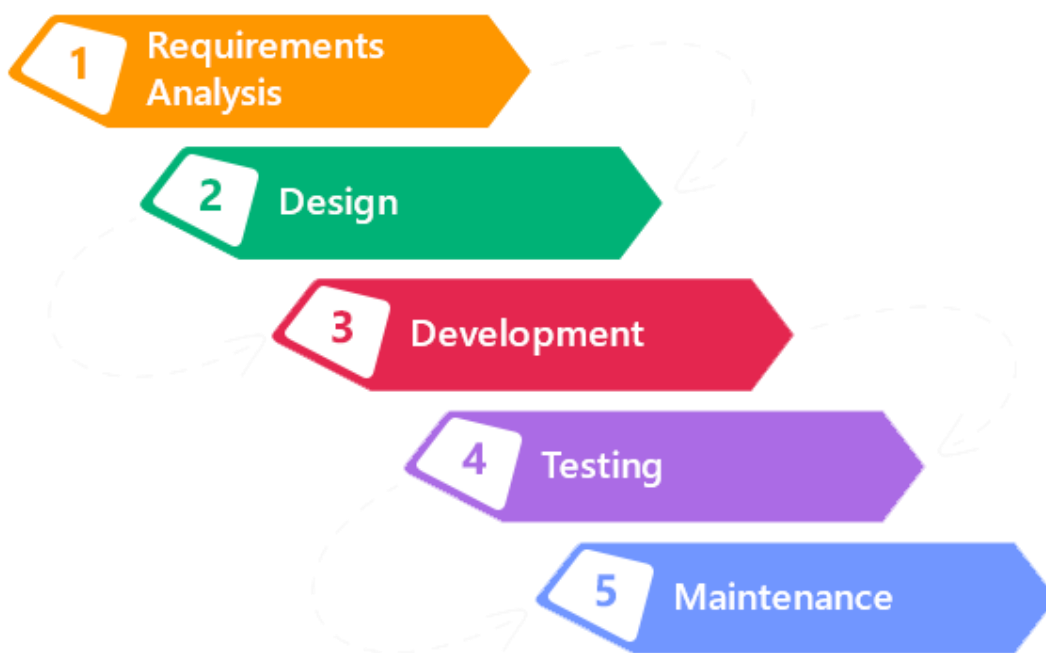 1
Requirements
Analysis
2
Design
3
Development
4
Testing
5
Maintenance